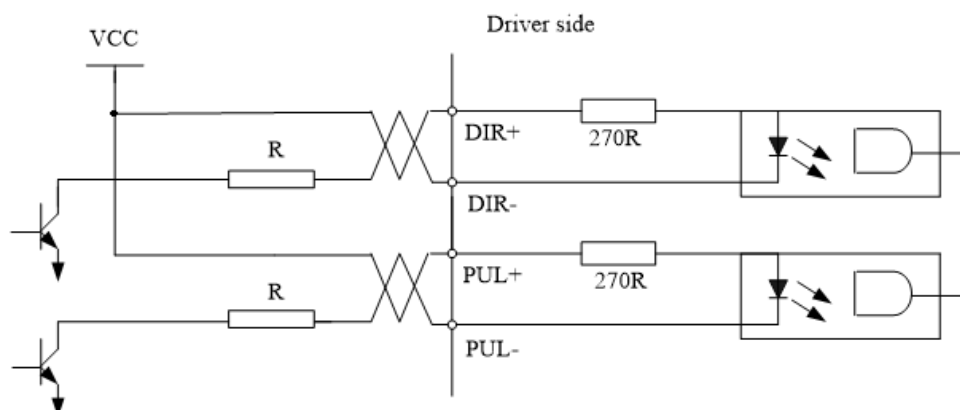 Driver side
VCC
DIR+
270R
R
DIR-
PUL+
270R
R
PUL-